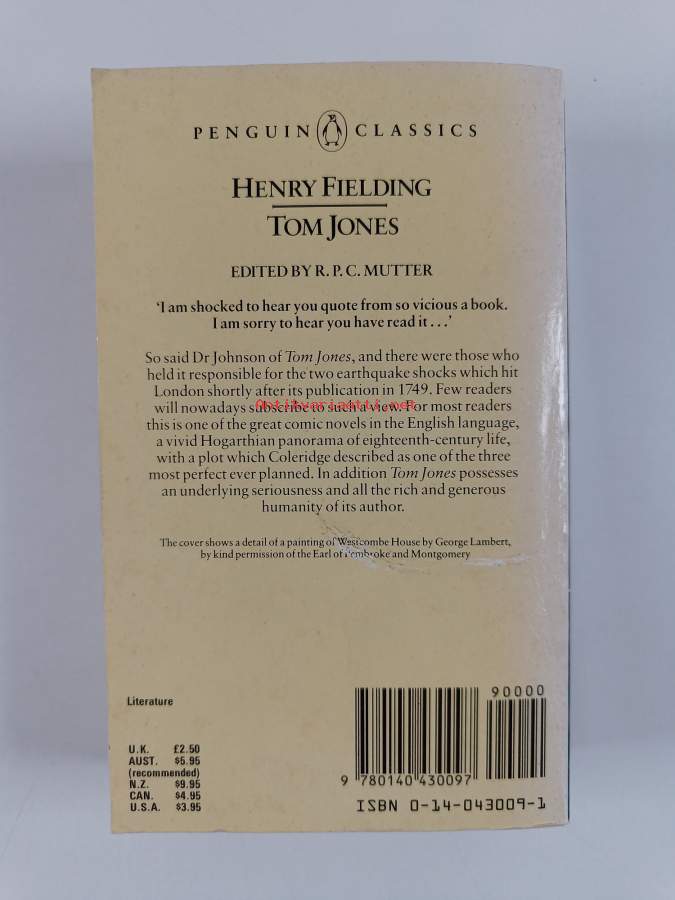 PENGUIN CLASSICS
HENRY FIELDING
TOM JONES
EDITED BY R. P. C. MUTTER
'I am shocked to hear you quote from so vicious a book.
I am sorry to hear you have read it . . .'
So said Dr Johnson of Tom Jones, and there were those who
held it responsible for the two earthquake shocks which hit
London shortly after its publication in 1749. Few readers
Antikvariaatti.net
will nowadays subscribe to such a view. For most readers
this is one of the great comic novels in the English language,
a vivid Hogarthian panorama of eighteenth-century life,
with a plot which Coleridge described as one of the three
most perfect ever planned. In addition Tom Jones possesses
an underlying seriousness and all the rich and generous
humanity of its author.
The cover shows a detail of a painting of Westcombe House by George Lambert,
by kind permission of the Earl of Pembroke and Montgomery
Literature
U.K. £2.50
AUST. $5.95
(recommended)
N.Z. $9.95
CAN. $4.95
U.S.A. $3.95
90000
9 780140 430097
ISBN 0-14-043009-1